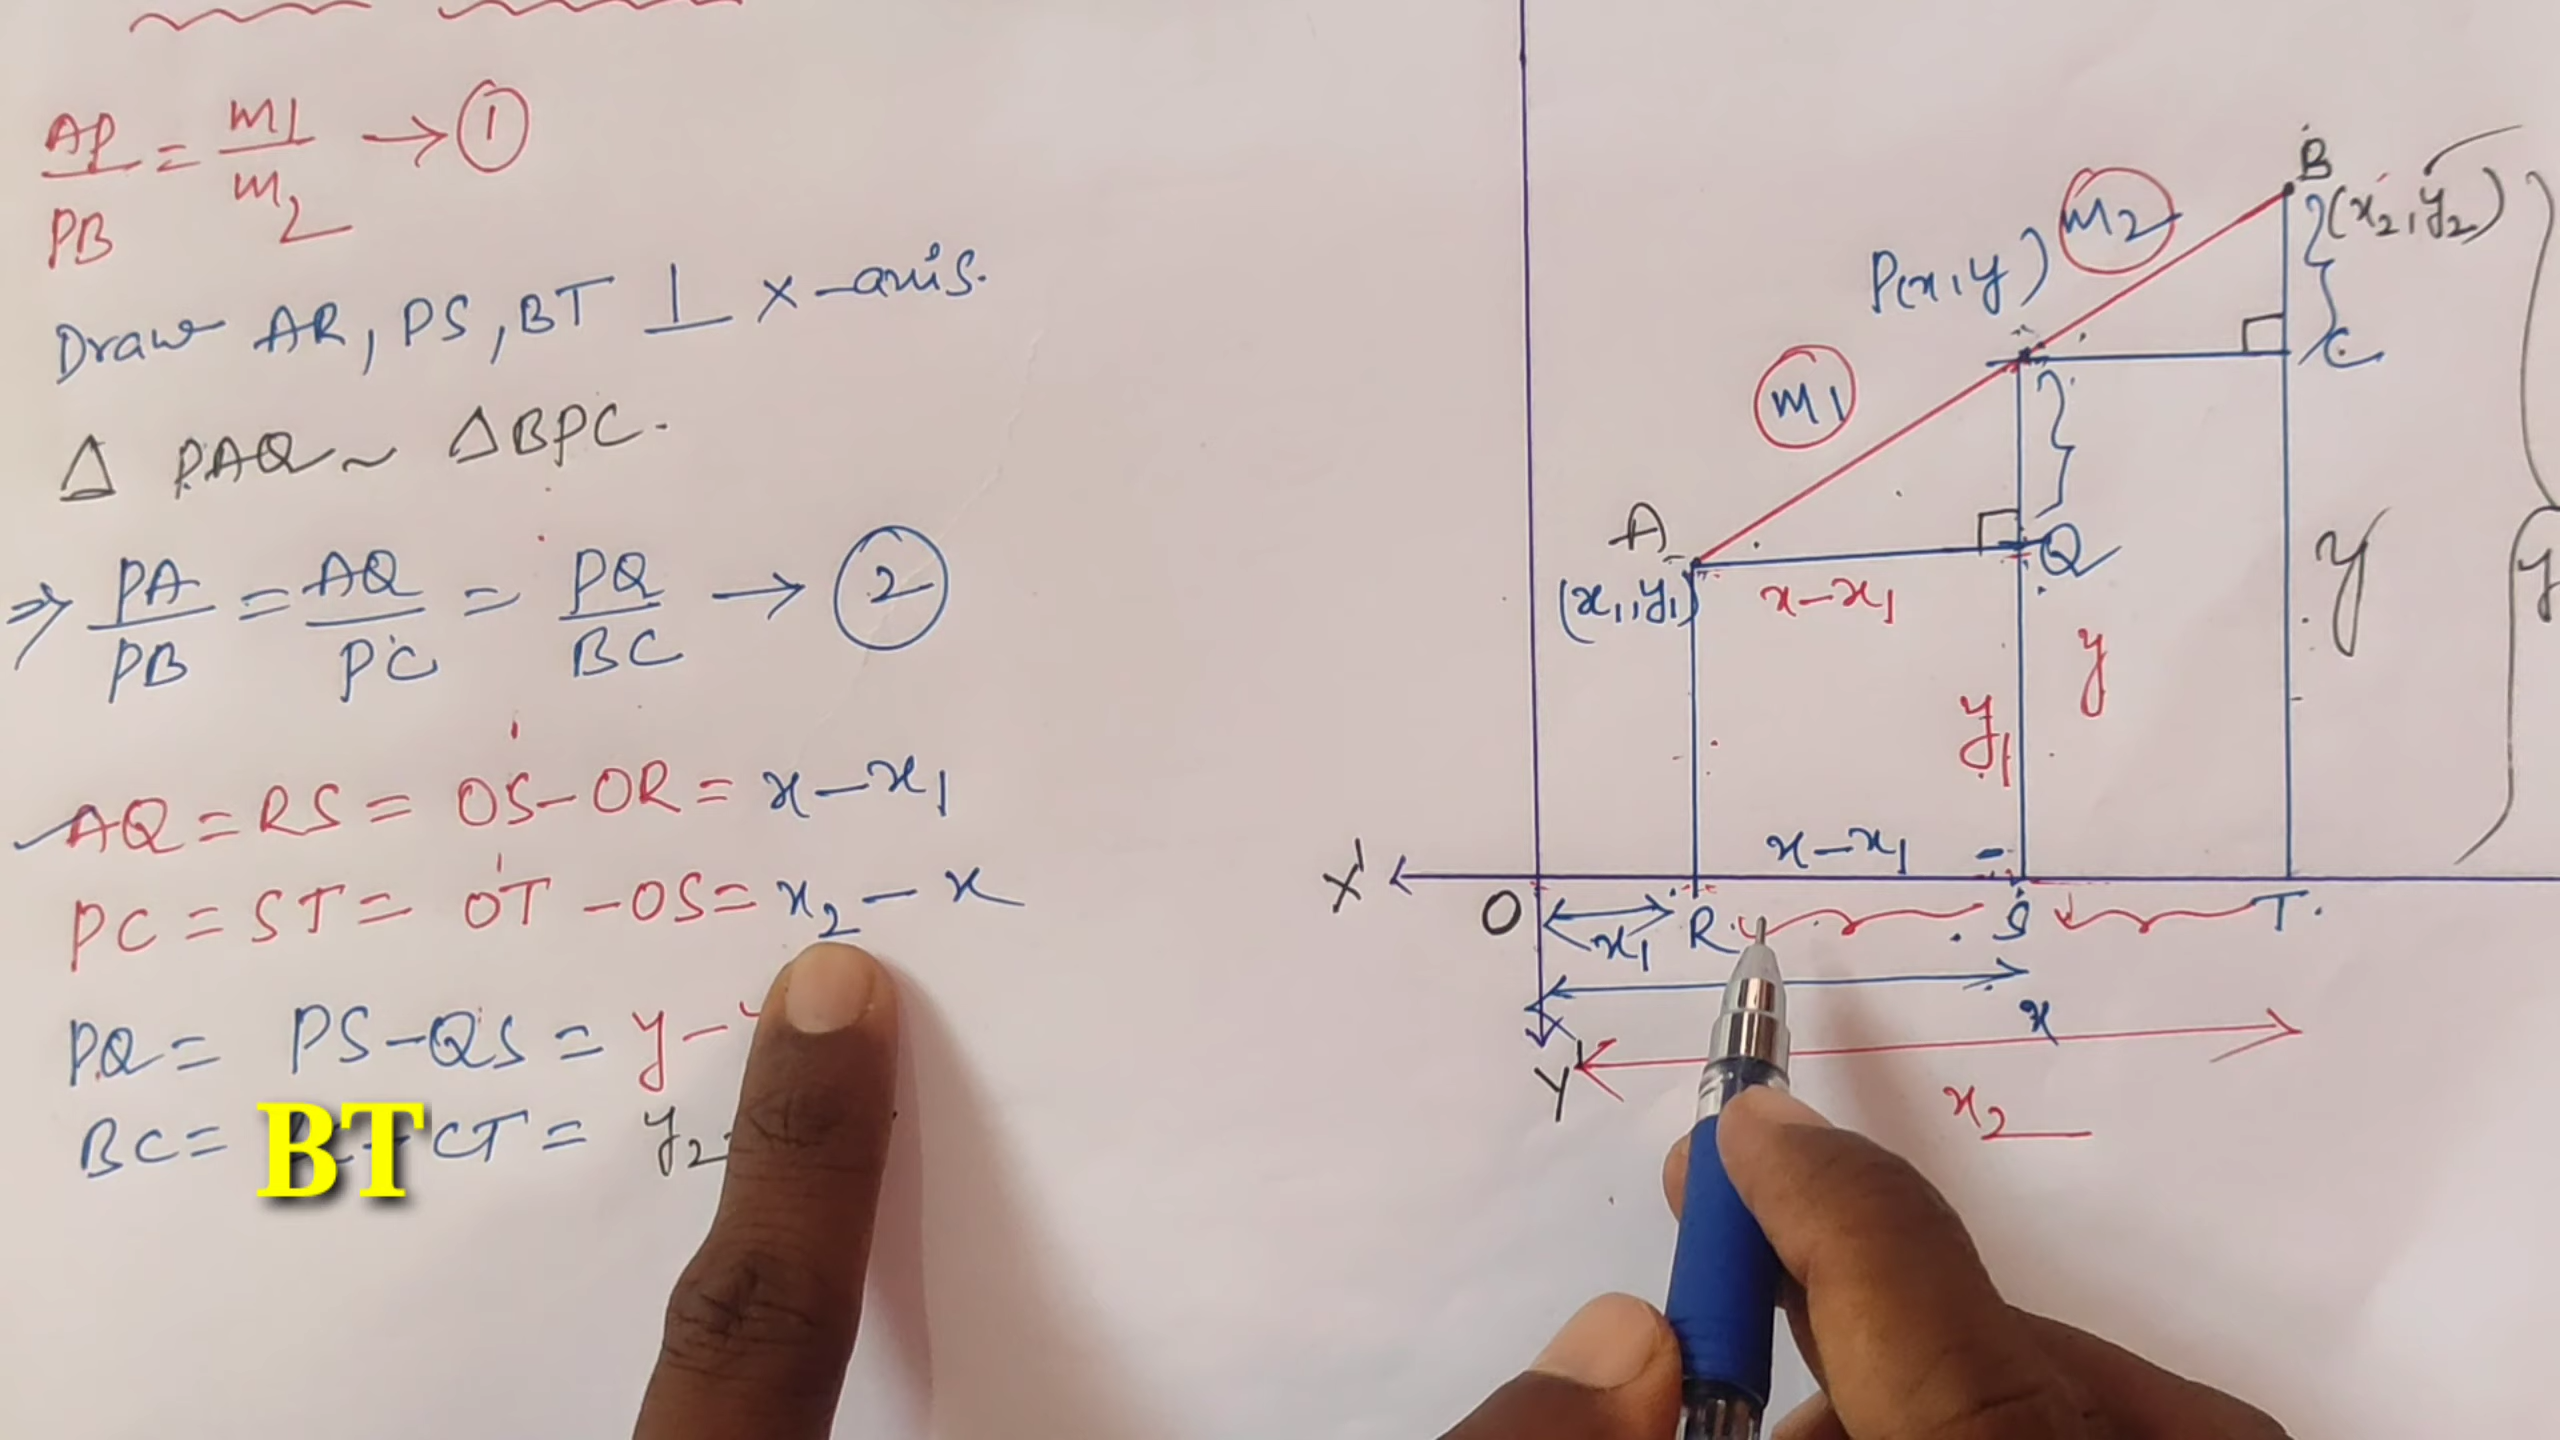 AP/PB = m1/m2 → ①
Draw AR, PS, BT ⊥ x-axis.
Δ PAQ ~ ΔBPC.
⇒ PA/PB = AQ/PC = PQ/BC → ②
AQ = RS = OS - OR = x - x1
PC = ST = OT - OS = x2 - x
PQ = PS - QS = y -
BC = BT - CT = y2
B
(x2, y2)
m2
P(x, y)
C
m1
A
Q
(x1, y1)
x - x1
y
y
y1
y
x - x1
X'
O
R
S
T
x1
x
Y'
x2